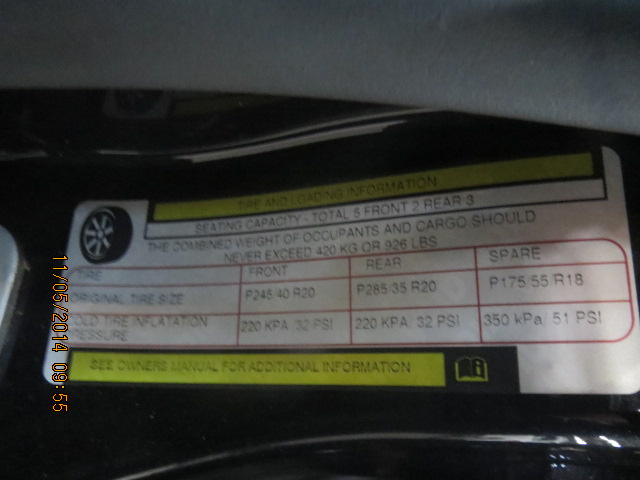 TIRE AND LOADING INFORMATION
SEATING CAPACITY - TOTAL 5 FRONT 2 REAR 3
THE COMBINED WEIGHT OF OCCUPANTS AND CARGO SHOULD
NEVER EXCEED 420 KG OR 926 LBS
TIRE FRONT REAR SPARE
ORIGINAL TIRE SIZE P245/40 R20 P285/35 R20 P175/55 R18
COLD TIRE INFLATATION
PRESSURE 220 KPA/ 32 PSI 220 KPA/ 32 PSI 350 kPa/ 51 PSI
SEE OWNERS MANUAL FOR ADDITIONAL INFORMATION
11/05/2014 09:55